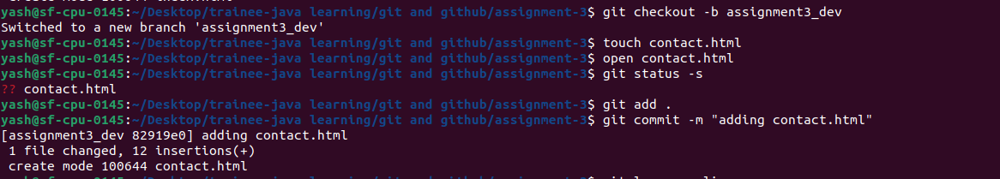 yash@sf-cpu-0145:~/Desktop/trainee-java learning/git and github/assignment-3$ git checkout -b assignment3_dev
Switched to a new branch 'assignment3_dev'
yash@sf-cpu-0145:~/Desktop/trainee-java learning/git and github/assignment-3$ touch contact.html
yash@sf-cpu-0145:~/Desktop/trainee-java learning/git and github/assignment-3$ open contact.html
yash@sf-cpu-0145:~/Desktop/trainee-java learning/git and github/assignment-3$ git status -s
?? contact.html
yash@sf-cpu-0145:~/Desktop/trainee-java learning/git and github/assignment-3$ git add .
yash@sf-cpu-0145:~/Desktop/trainee-java learning/git and github/assignment-3$ git commit -m "adding contact.html"
[assignment3_dev 82919e0] adding contact.html
 1 file changed, 12 insertions(+)
 create mode 100644 contact.html